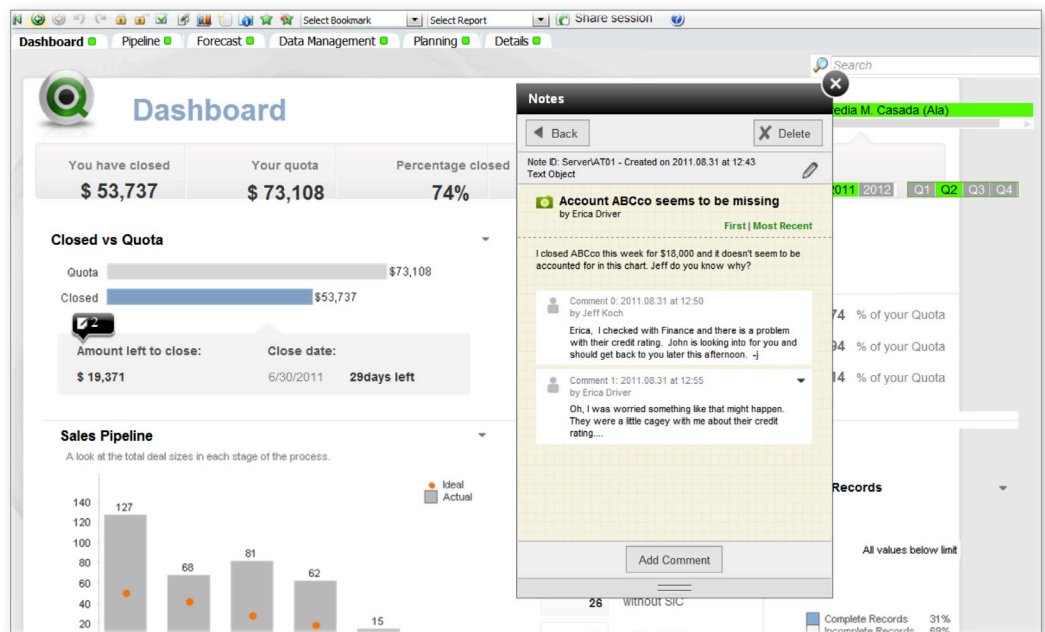 Select Bookmark
Select Report
Share session
Dashboard
Pipeline
Forecast
Data Management
Planning
Details
Search
Dashboard
edia M. Casada (Ala)
You have closed
$ 53,737
Your quota
$ 73,108
Percentage closed
74%
2011 2012 Q1 Q2 Q3 Q4
Closed vs Quota
Quota
$73,108
Closed
$53,737
2
Amount left to close:
Close date:
$ 19,371
6/30/2011
29days left
74 % of your Quota
94 % of your Quota
14 % of your Quota
Notes
Back
Delete
Note ID: Server\AT01 - Created on 2011.08.31 at 12:43
Text Object
Account ABCco seems to be missing
by Erica Driver
First | Most Recent
I closed ABCco this week for $18,000 and it doesn't seem to be
accounted for in this chart. Jeff do you know why?
Comment 0: 2011.08.31 at 12:50
by Jeff Koch
Erica, I checked with Finance and there is a problem
with their credit rating. John is looking into for you and
should get back to you later this afternoon. -j
Comment 1: 2011.08.31 at 12:55
by Erica Driver
Oh, I was worried something like that might happen.
They were a little cagey with me about their credit
rating....
Add Comment
Sales Pipeline
A look at the total deal sizes in each stage of the process.
Ideal
Actual
140
120
100
80
60
40
20
127
68
81
62
15
26 without SIC
Records
All values below limit
Complete Records 31%
Incomplete Records 69%